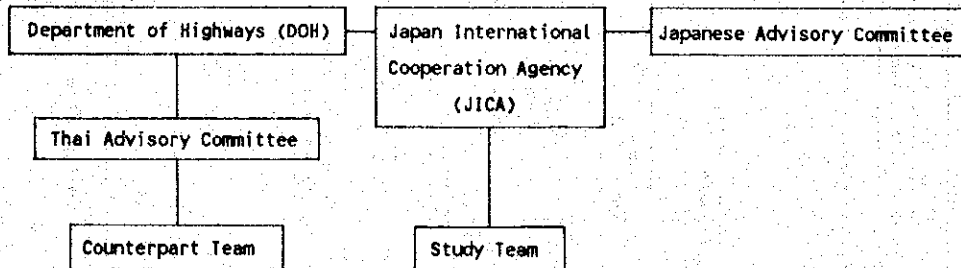 Department of Highways (DOH)
Japan International
Cooperation Agency
(JICA)
Japanese Advisory Committee
Thai Advisory Committee
Counterpart Team
Study Team